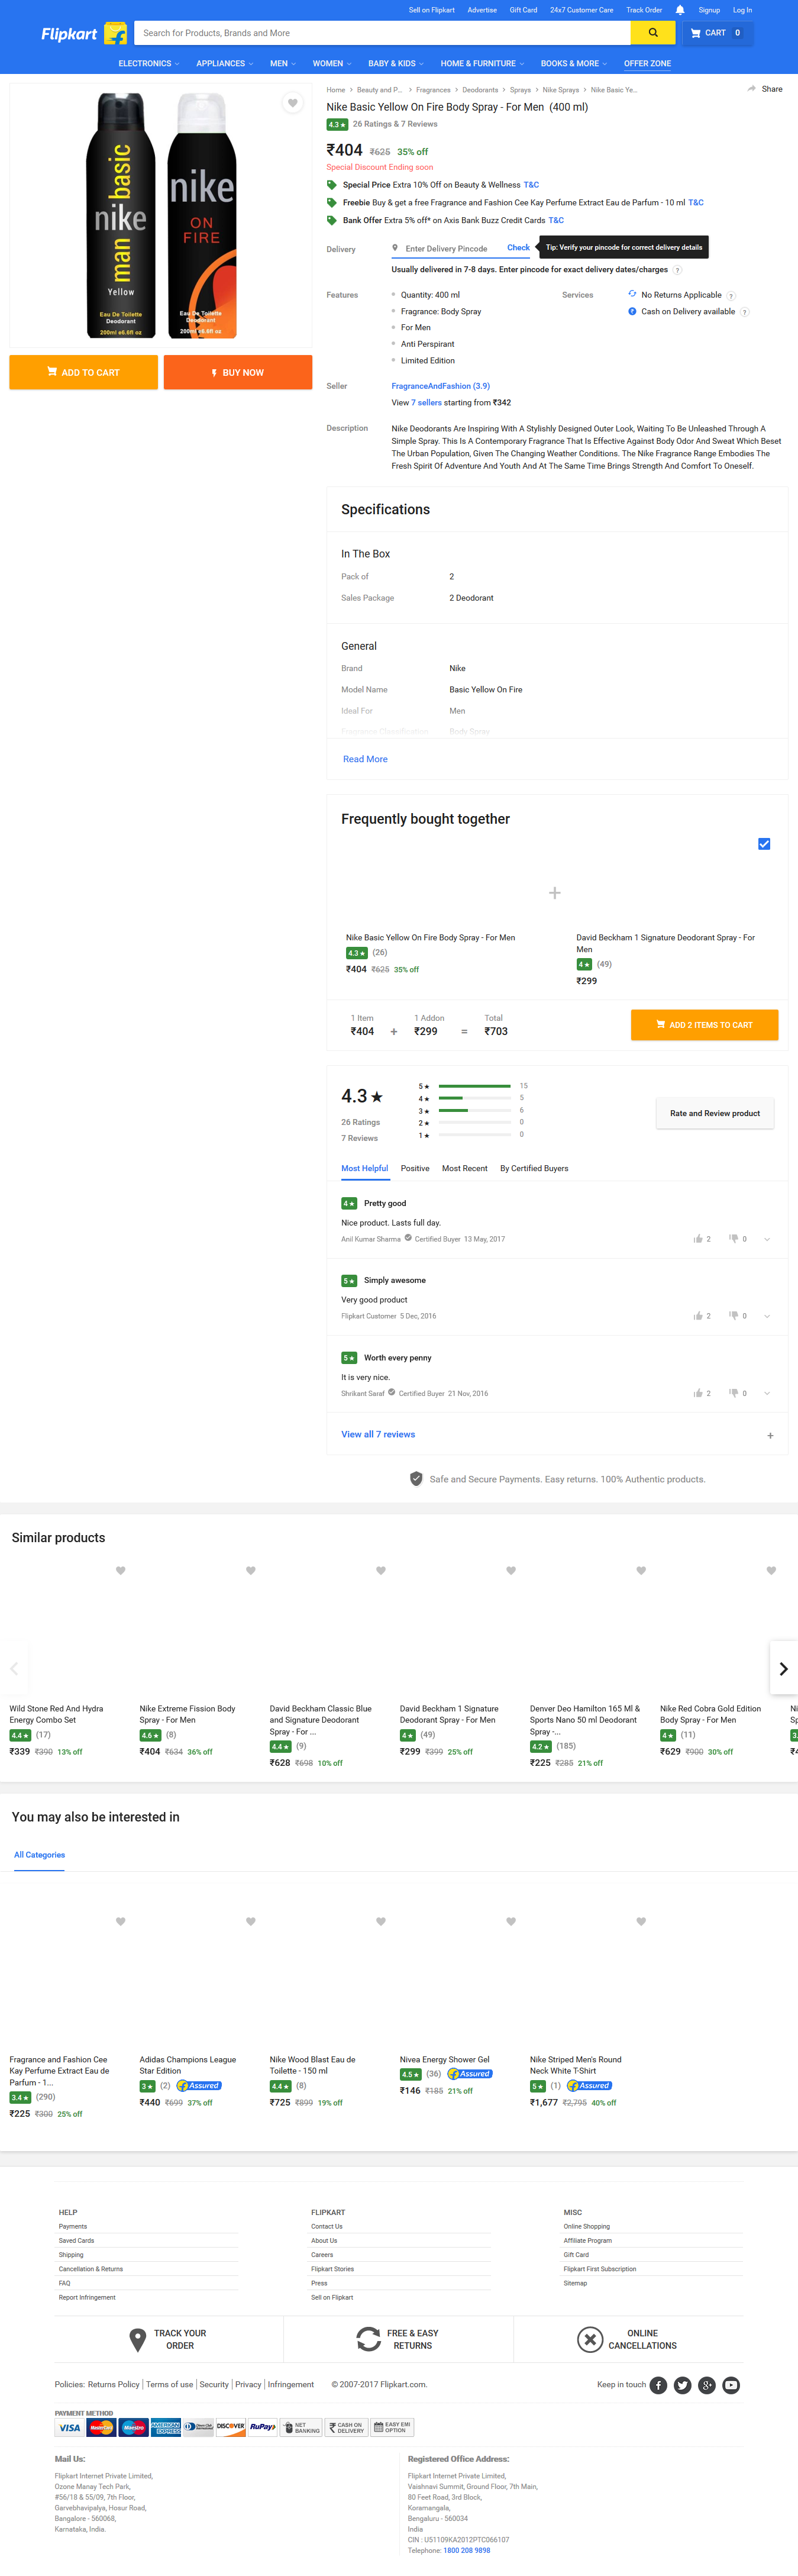 Sell on Flipkart Advertise Gift Card 24x7 Customer Care Track Order Signup Log In
Flipkart
Search for Products, Brands and More
CART 0
ELECTRONICS APPLIANCES MEN WOMEN BABY & KIDS HOME & FURNITURE BOOKS & MORE OFFER ZONE
Home Beauty and P... Fragrances Deodorants Sprays Nike Sprays Nike Basic Ye...
Share
Nike Basic Yellow On Fire Body Spray - For Men (400 ml)
4.3 ★ 26 Ratings & 7 Reviews
₹404 ₹625 35% off
Special Discount Ending soon
Special Price Extra 10% Off on Beauty & Wellness T&C
Freebie Buy & get a free Fragrance and Fashion Cee Kay Perfume Extract Eau de Parfum - 10 ml T&C
Bank Offer Extra 5% off* on Axis Bank Buzz Credit Cards T&C
man basic
nike
Yellow
Eau De Toilette
Deodorant
200ml e6.6fl oz
nike
ON
FIRE
Eau De Toilette
Deodorant
200ml e6.6fl oz
ADD TO CART
BUY NOW
Delivery
Enter Delivery Pincode Check
Tip: Verify your pincode for correct delivery details
Usually delivered in 7-8 days. Enter pincode for exact delivery dates/charges ?
Features
Quantity: 400 ml
Fragrance: Body Spray
For Men
Anti Perspirant
Limited Edition
Services
No Returns Applicable ?
₹ Cash on Delivery available ?
Seller
FragranceAndFashion (3.9)
View 7 sellers starting from ₹342
Description
Nike Deodorants Are Inspiring With A Stylishly Designed Outer Look, Waiting To Be Unleashed Through A
Simple Spray. This Is A Contemporary Fragrance That Is Effective Against Body Odor And Sweat Which Beset
The Urban Population, Given The Changing Weather Conditions. The Nike Fragrance Range Embodies The
Fresh Spirit Of Adventure And Youth And At The Same Time Brings Strength And Comfort To Oneself.
Specifications
In The Box
Pack of 2
Sales Package 2 Deodorant
General
Brand Nike
Model Name Basic Yellow On Fire
Ideal For Men
Fragrance Classification Body Spray
Read More
Frequently bought together
+
Nike Basic Yellow On Fire Body Spray - For Men
4.3 ★ (26)
₹404 ₹625 35% off
David Beckham 1 Signature Deodorant Spray - For
Men
4 ★ (49)
₹299
1 Item 1 Addon Total
₹404 + ₹299 = ₹703
ADD 2 ITEMS TO CART
4.3 ★
26 Ratings
7 Reviews
5 ★ 15
4 ★ 5
3 ★ 6
2 ★ 0
1 ★ 0
Rate and Review product
Most Helpful Positive Most Recent By Certified Buyers
4 ★ Pretty good
Nice product. Lasts full day.
Anil Kumar Sharma Certified Buyer 13 May, 2017 2 0
5 ★ Simply awesome
Very good product
Flipkart Customer 5 Dec, 2016 2 0
5 ★ Worth every penny
It is very nice.
Shrikant Saraf Certified Buyer 21 Nov, 2016 2 0
View all 7 reviews +
Safe and Secure Payments. Easy returns. 100% Authentic products.
Similar products
Wild Stone Red And Hydra
Energy Combo Set
4.4 ★ (17)
₹339 ₹390 13% off
Nike Extreme Fission Body
Spray - For Men
4.6 ★ (8)
₹404 ₹634 36% off
David Beckham Classic Blue
and Signature Deodorant
Spray - For ...
4.4 ★ (9)
₹628 ₹698 10% off
David Beckham 1 Signature
Deodorant Spray - For Men
4 ★ (49)
₹299 ₹399 25% off
Denver Deo Hamilton 165 Ml &
Sports Nano 50 ml Deodorant
Spray -...
4.2 ★ (185)
₹225 ₹285 21% off
Nike Red Cobra Gold Edition
Body Spray - For Men
4 ★ (11)
₹629 ₹900 30% off
Ni
Sp
3.
₹4
You may also be interested in
All Categories
Fragrance and Fashion Cee
Kay Perfume Extract Eau de
Parfum - 1...
3.4 ★ (290)
₹225 ₹300 25% off
Adidas Champions League
Star Edition
3 ★ (2) Assured
₹440 ₹699 37% off
Nike Wood Blast Eau de
Toilette - 150 ml
4.4 ★ (8)
₹725 ₹899 19% off
Nivea Energy Shower Gel
4.5 ★ (36) Assured
₹146 ₹185 21% off
Nike Striped Men's Round
Neck White T-Shirt
5 ★ (1) Assured
₹1,677 ₹2,795 40% off
HELP
Payments
Saved Cards
Shipping
Cancellation & Returns
FAQ
Report Infringement
FLIPKART
Contact Us
About Us
Careers
Flipkart Stories
Press
Sell on Flipkart
MISC
Online Shopping
Affiliate Program
Gift Card
Flipkart First Subscription
Sitemap
TRACK YOUR
ORDER
FREE & EASY
RETURNS
ONLINE
CANCELLATIONS
Policies: Returns Policy | Terms of use | Security | Privacy | Infringement © 2007-2017 Flipkart.com.
Keep in touch
PAYMENT METHOD
VISA MasterCard Maestro AMERICAN EXPRESS DISCOVER RuPay NET BANKING CASH ON DELIVERY EASY EMI OPTION
Mail Us:
Flipkart Internet Private Limited,
Ozone Manay Tech Park,
#56/18 & 55/09, 7th Floor,
Garvebhavipalya, Hosur Road,
Bangalore - 560068,
Karnataka, India.
Registered Office Address:
Flipkart Internet Private Limited,
Vaishnavi Summit, Ground Floor, 7th Main,
80 Feet Road, 3rd Block,
Koramangala,
Bengaluru - 560034
India
CIN : U51109KA2012PTC066107
Telephone: 1800 208 9898